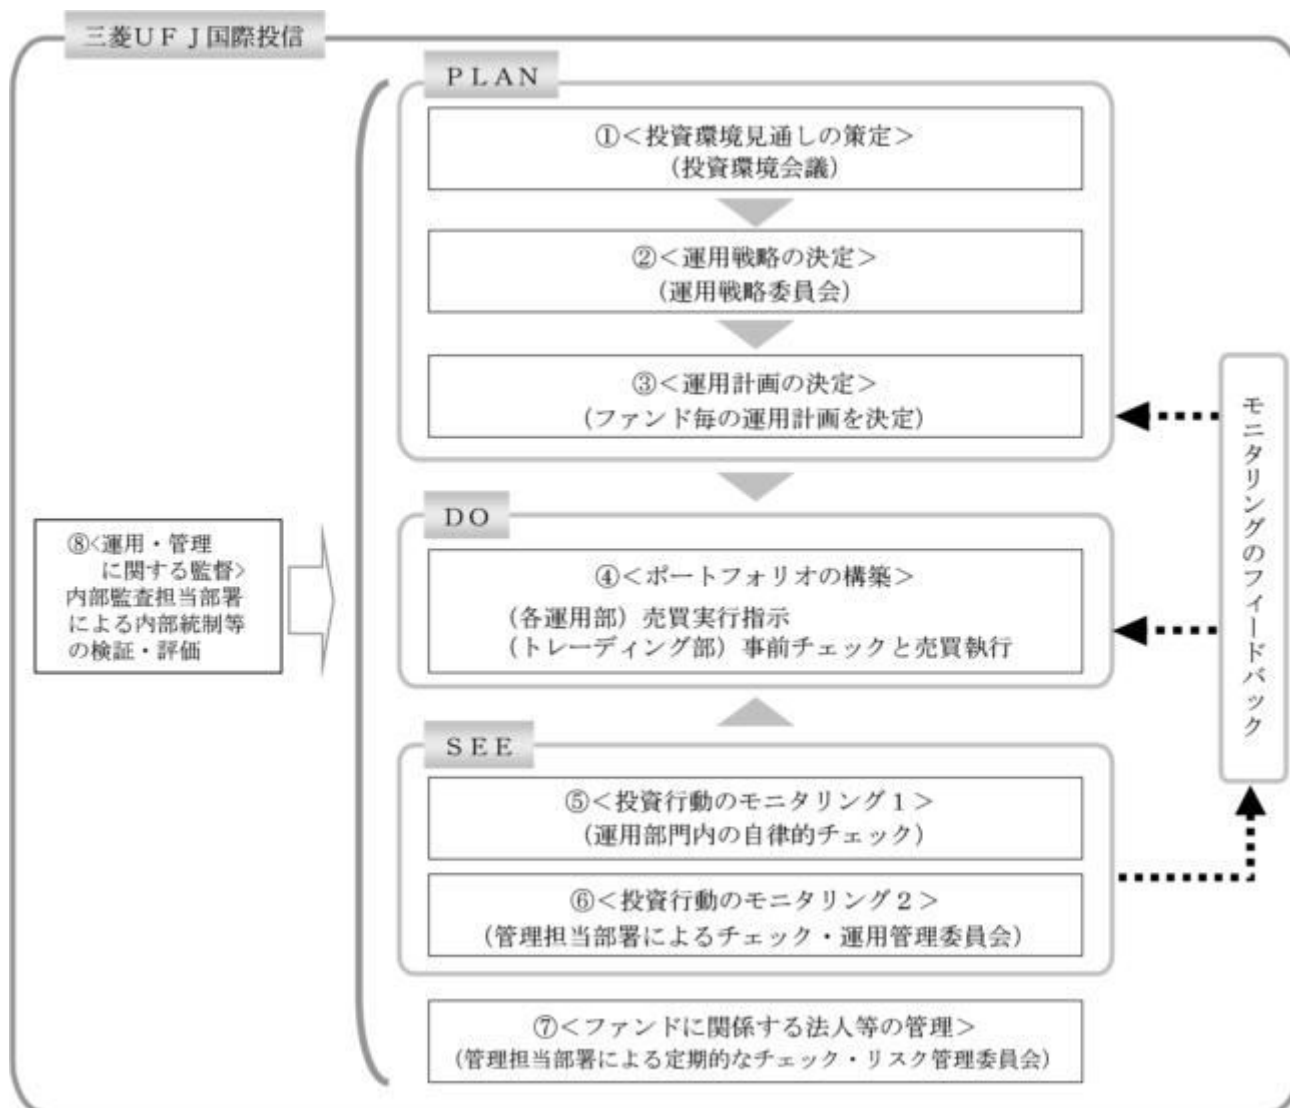 三菱ＵＦＪ国際投信
ＰＬＡＮ
①＜投資環境見通しの策定＞
（投資環境会議）
②＜運用戦略の決定＞
（運用戦略委員会）
③＜運用計画の決定＞
（ファンド毎の運用計画を決定）
ＤＯ
④＜ポートフォリオの構築＞
（各運用部）売買実行指示
（トレーディング部）事前チェックと売買執行
ＳＥＥ
⑤＜投資行動のモニタリング１＞
（運用部門内の自律的チェック）
⑥＜投資行動のモニタリング２＞
（管理担当部署によるチェック・運用管理委員会）
⑦＜ファンドに関係する法人等の管理＞
（管理担当部署による定期的なチェック・リスク管理委員会）
⑧<運用・管理
に関する監督>
内部監査担当部署
による内部統制等
の検証・評価
モニタリングのフィードバック